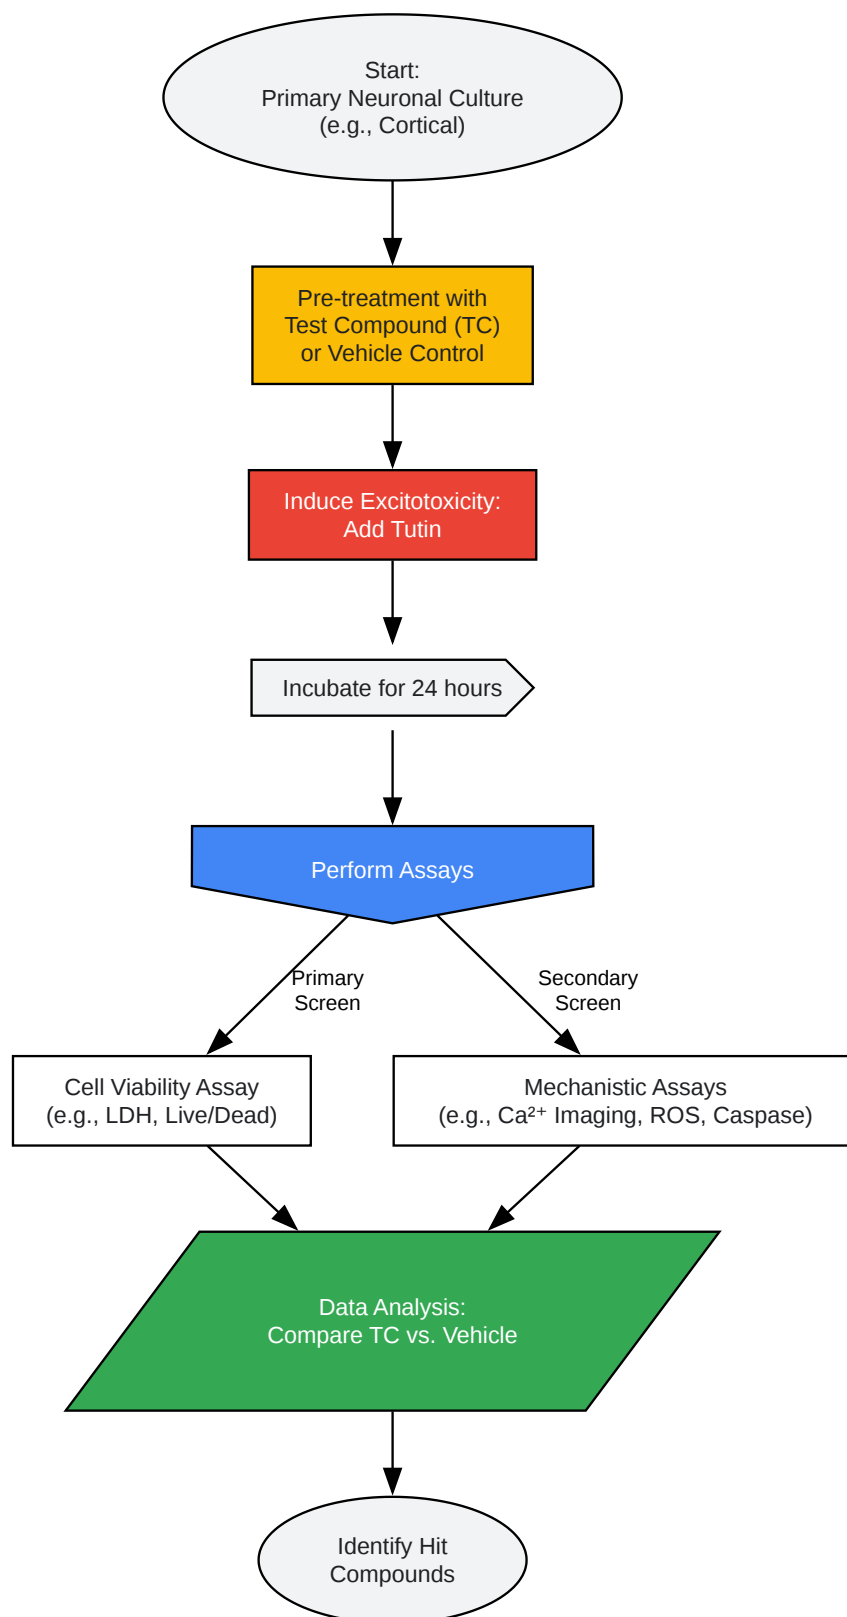 Start:
Primary Neuronal Culture
(e.g., Cortical)
Pre-treatment with
Test Compound (TC)
or Vehicle Control
Induce Excitotoxicity:
Add Tutin
Incubate for 24 hours
Perform Assays
Primary
Screen
Secondary
Screen
Cell Viability Assay
(e.g., LDH, Live/Dead)
Mechanistic Assays
(e.g., Ca²⁺ Imaging, ROS, Caspase)
Data Analysis:
Compare TC vs. Vehicle
Identify Hit
Compounds